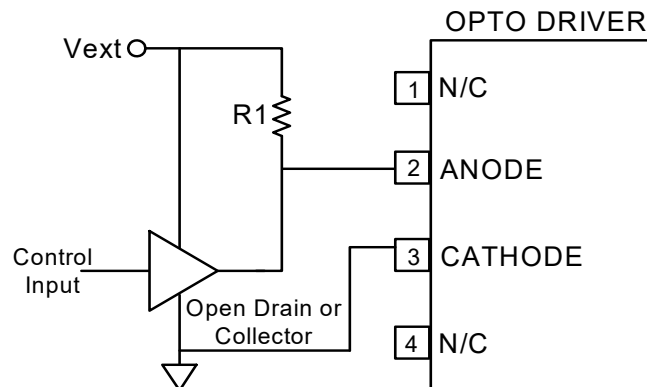 OPTO DRIVER
Vext
1 N/C
R1
2 ANODE
Control
Input
3 CATHODE
Open Drain or
Collector
4 N/C